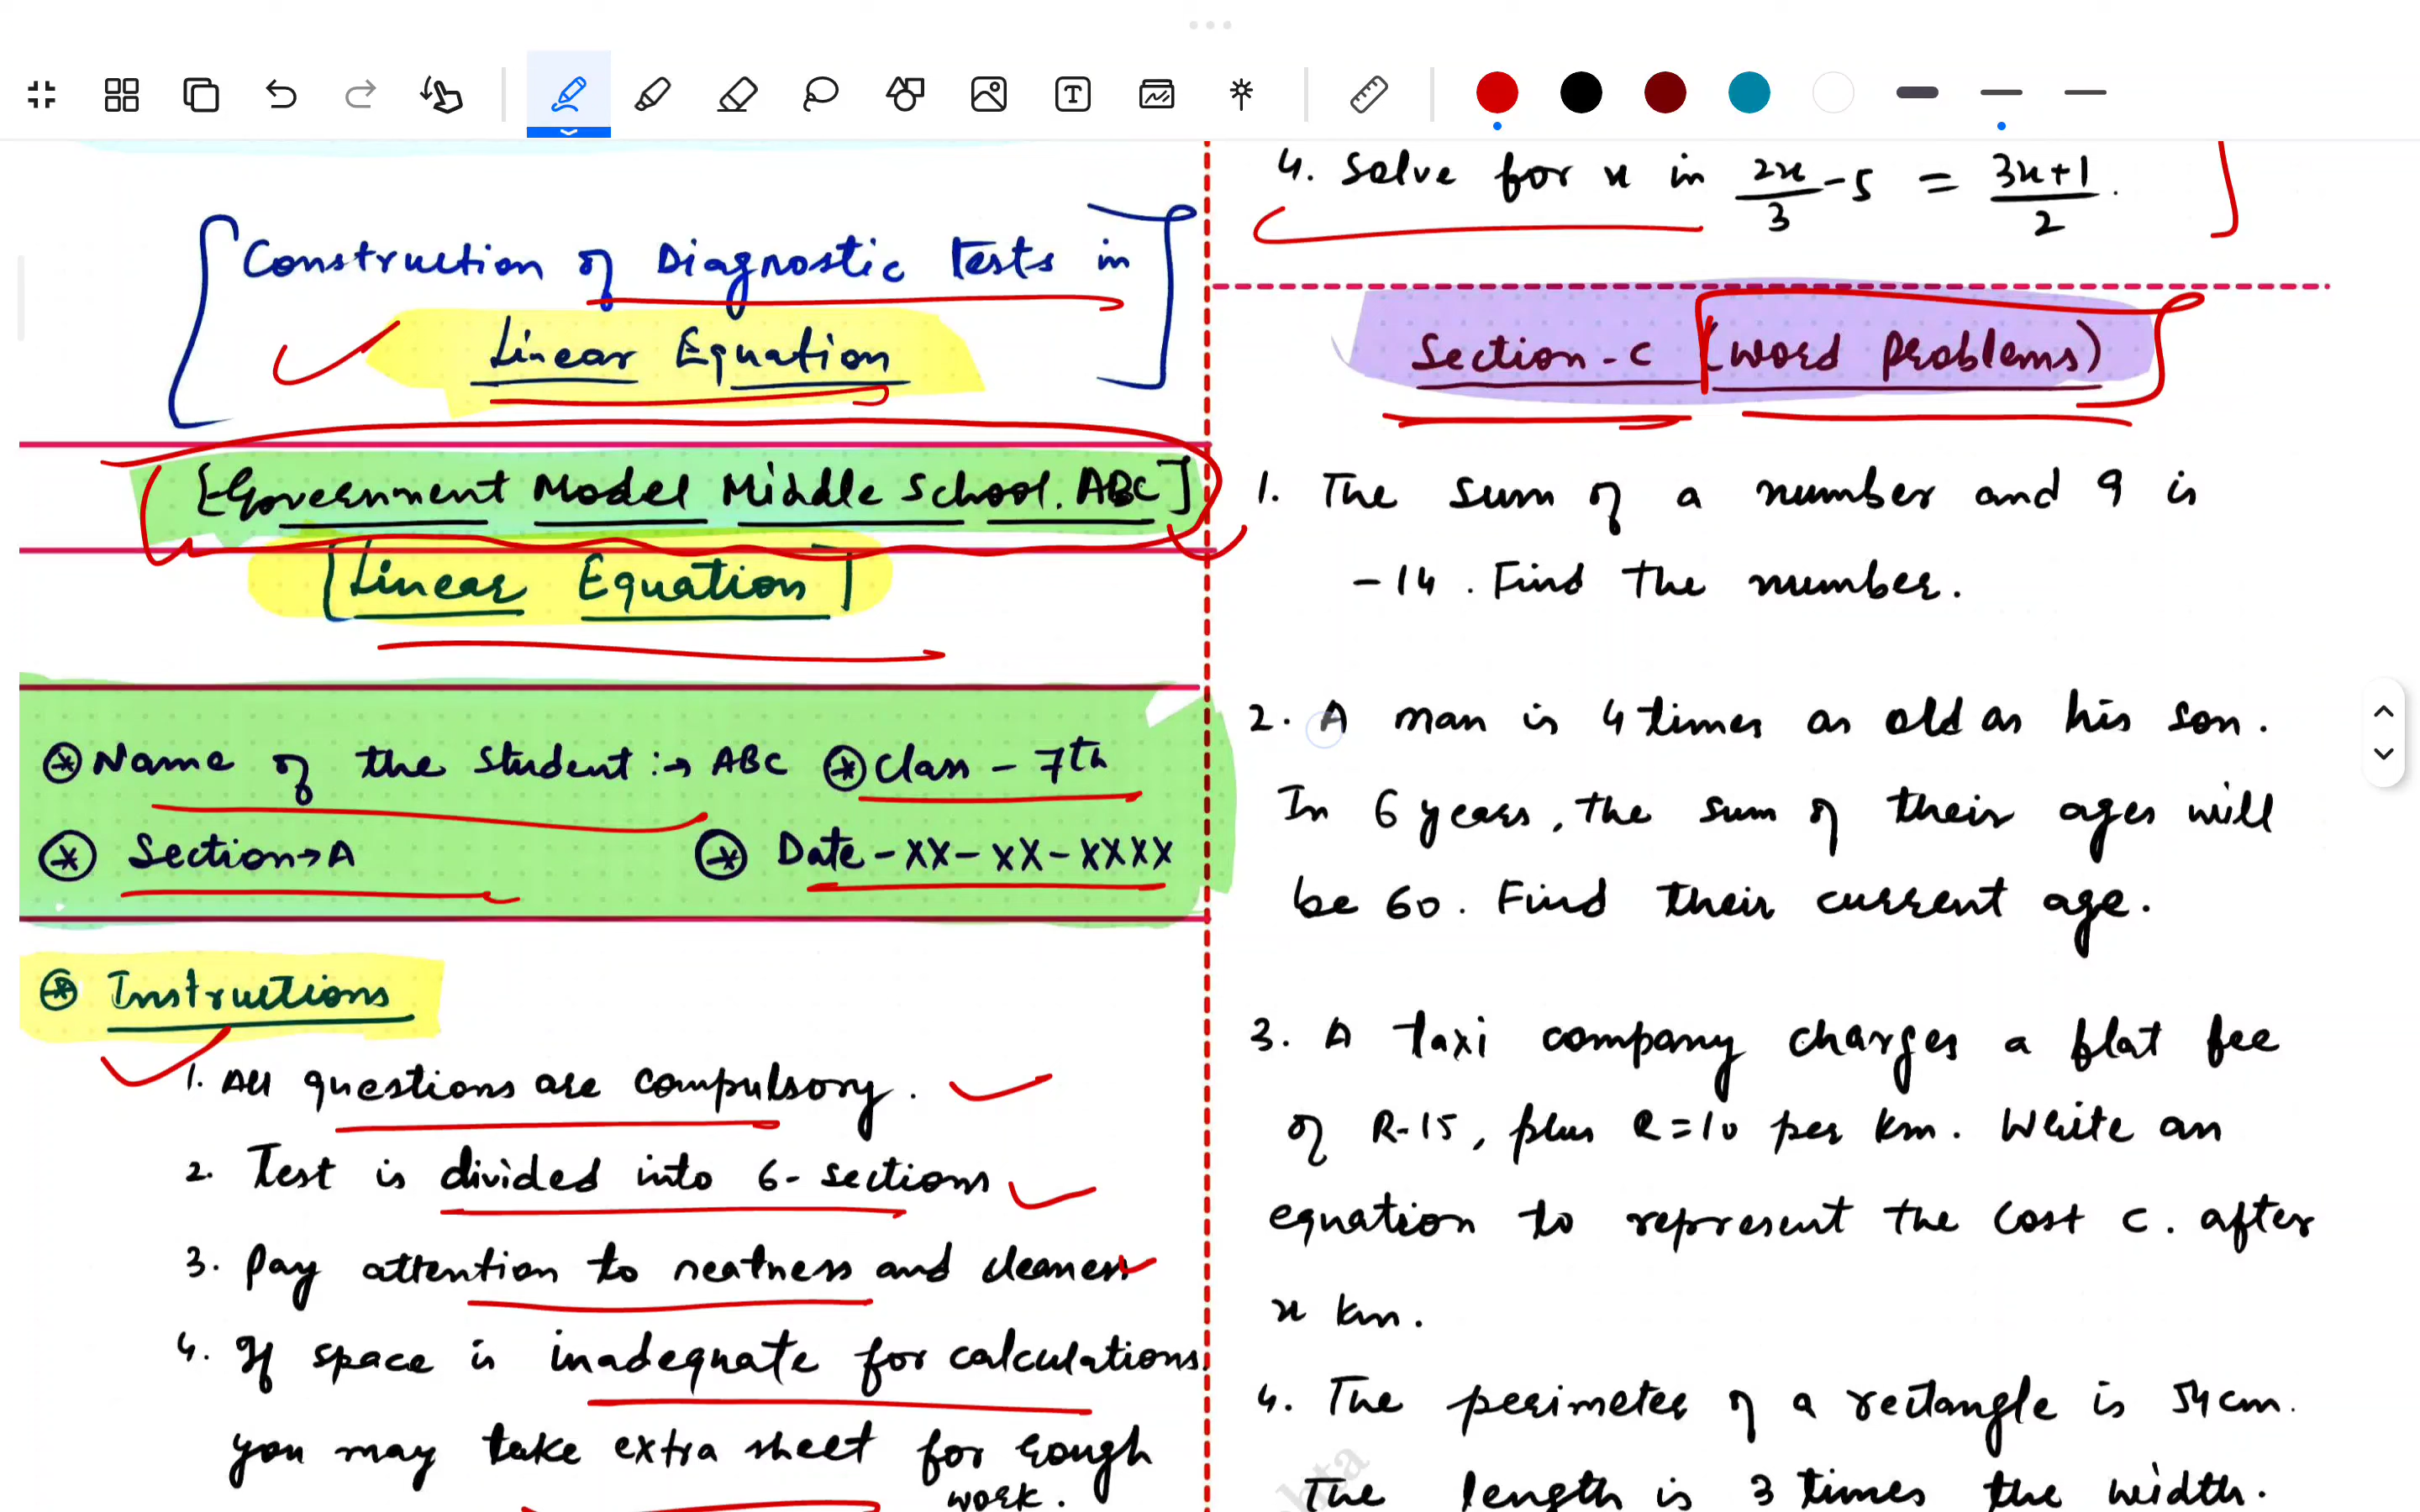 Construction of Diagnostic Tests in
Linear Equation
[Government Model Middle School. ABC]
[Linear Equation]
Name of the Student :→ ABC Class - 7th
Section → A Date - XX - XX - XXXX
Instructions
1. All questions are compulsory.
2. Test is divided into 6 - sections
3. Pay attention to neatness and cleaness
4. If space is inadequate for calculations.
you may take extra sheet for rough
work.
4. Solve for x in 2x/3 - 5 = 3x+1/2.
Section - C (Word Problems)
1. The sum of a number and 9 is
-14. Find the number.
2. A man is 4 times as old as his son.
In 6 years, the sum of their ages will
be 60. Find their current age.
3. A taxi company charges a flat fee
of R-15, plus R=10 per km. Write an
equation to represent the cost C. after
x km.
4. The perimeter of a rectangle is 54cm.
The length is 3 times the width.